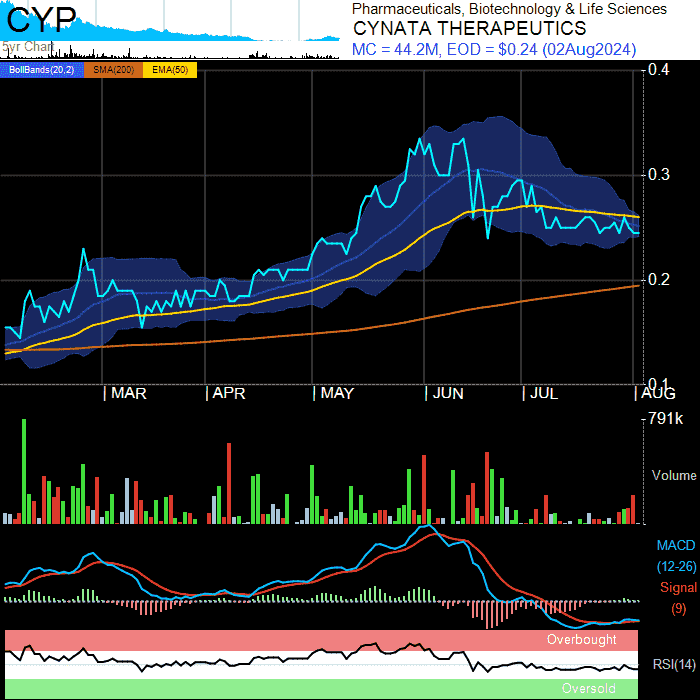 CYP
5yr Chart
Pharmaceuticals, Biotechnology & Life Sciences
CYNATA THERAPEUTICS
MC = 44.2M, EOD = $0.24 (02Aug2024)
BollBands(20,2) SMA(200) EMA(50)
0.4
0.3
0.2
0.1
MAR APR MAY JUN JUL AUG
791k
Volume
MACD
(12-26)
Signal
(9)
Overbought
RSI(14)
Oversold